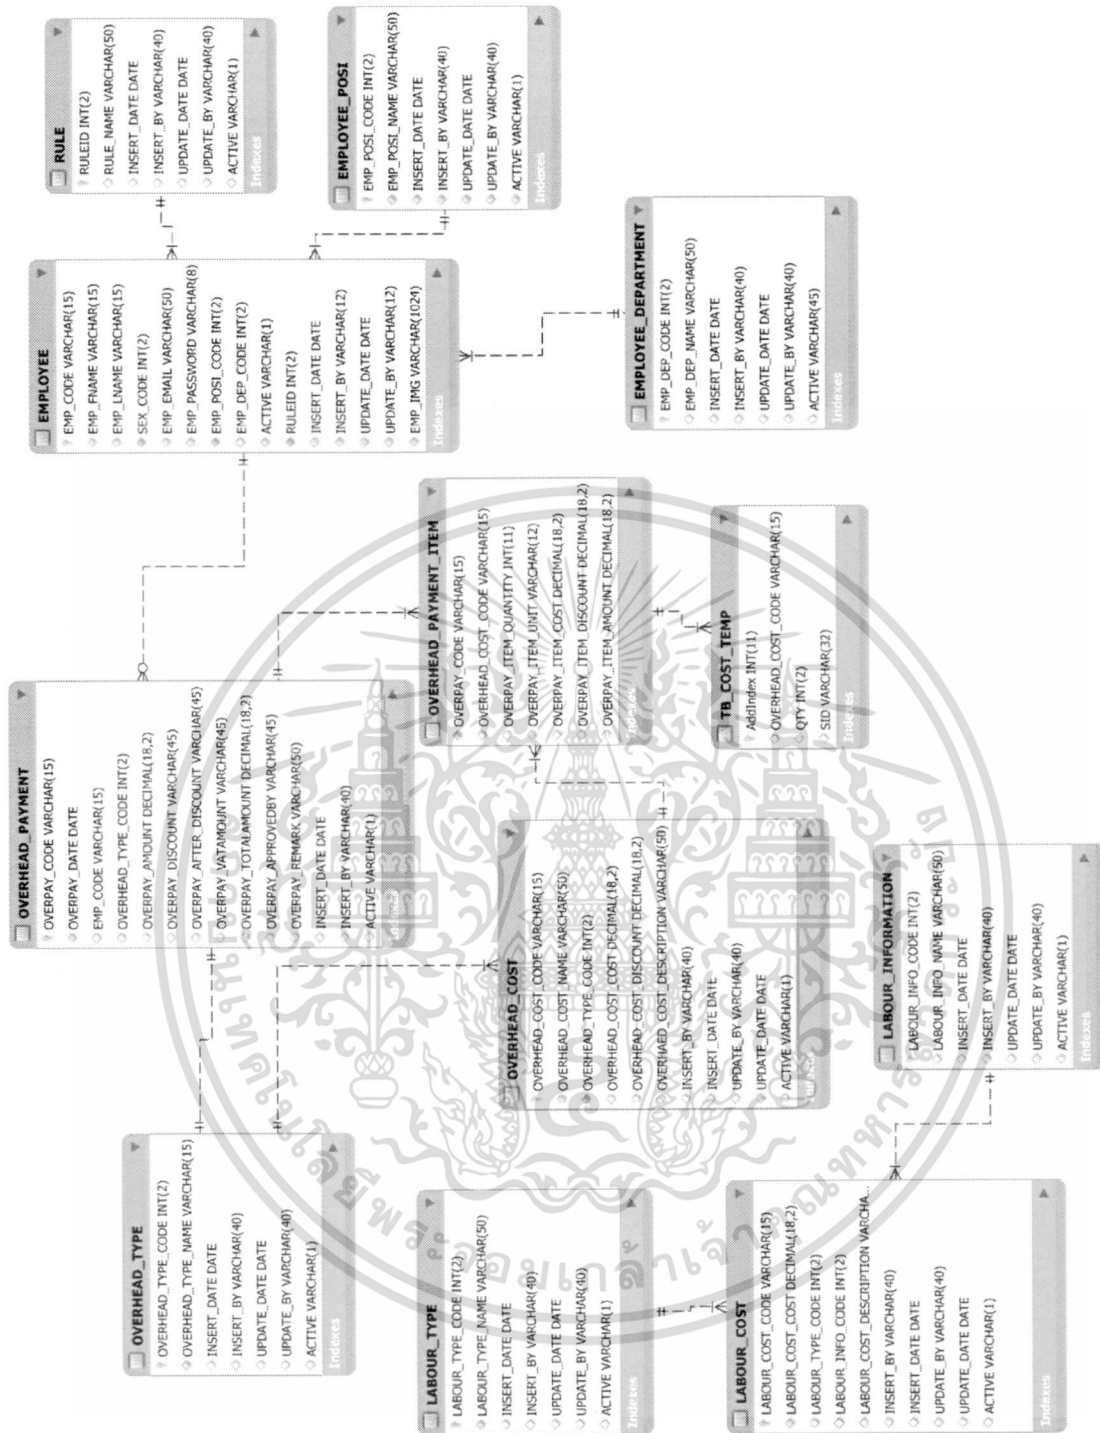 OVERHEAD_TYPE
OVERHEAD_TYPE_CODE INT(2)
OVERHEAD_TYPE_NAME VARCHAR(15)
INSERT_DATE DATE
INSERT_BY VARCHAR(40)
UPDATE_DATE DATE
UPDATE_BY VARCHAR(40)
ACTIVE VARCHAR(1)
Indexes
OVERHEAD_PAYMENT
OVERPAY_CODE VARCHAR(15)
OVERPAY_DATE DATE
EMP_CODE VARCHAR(15)
OVERHEAD_TYPE_CODE INT(2)
OVERPAY_AMOUNT DECIMAL(18,2)
OVERPAY_DISCOUNT VARCHAR(45)
OVERPAY_AFTER_DISCOUNT VARCHAR(45)
OVERPAY_VATAMOUNT VARCHAR(45)
OVERPAY_TOTALAMOUNT DECIMAL(18,2)
OVERPAY_APPROVEDBY VARCHAR(45)
OVERPAY_REMARK VARCHAR(50)
INSERT_DATE DATE
INSERT_BY VARCHAR(40)
ACTIVE VARCHAR(1)
Indexes
EMPLOYEE
EMP_CODE VARCHAR(15)
EMP_FNAME VARCHAR(15)
EMP_LNAME VARCHAR(15)
SEX_CODE INT(2)
EMP_EMAIL VARCHAR(50)
EMP_PASSWORD VARCHAR(8)
EMP_POSI_CODE INT(2)
EMP_DEP_CODE INT(2)
ACTIVE VARCHAR(1)
RULEID INT(2)
INSERT_DATE DATE
INSERT_BY VARCHAR(12)
UPDATE_DATE DATE
UPDATE_BY VARCHAR(12)
EMP_IMG VARCHAR(1024)
Indexes
RULE
RULEID INT(2)
RULE_NAME VARCHAR(50)
INSERT_DATE DATE
INSERT_BY VARCHAR(40)
UPDATE_DATE DATE
UPDATE_BY VARCHAR(40)
ACTIVE VARCHAR(1)
Indexes
EMPLOYEE_POSI
EMP_POSI_CODE INT(2)
EMP_POSI_NAME VARCHAR(50)
INSERT_DATE DATE
INSERT_BY VARCHAR(40)
UPDATE_DATE DATE
UPDATE_BY VARCHAR(40)
ACTIVE VARCHAR(1)
Indexes
LABOUR_TYPE
LABOUR_TYPE_CODE INT(2)
LABOUR_TYPE_NAME VARCHAR(50)
INSERT_DATE DATE
INSERT_BY VARCHAR(40)
UPDATE_DATE DATE
UPDATE_BY VARCHAR(40)
ACTIVE VARCHAR(1)
Indexes
OVERHEAD_COST
OVERHEAD_COST_CODE VARCHAR(15)
OVERHEAD_COST_NAME VARCHAR(50)
OVERHEAD_TYPE_CODE INT(2)
OVERHEAD_COST_COST DECIMAL(18,2)
OVERHEAD_COST_DISCOUNT DECIMAL(18,2)
OVERHAED_COST_DESCRIPTION VARCHAR(50)
INSERT_BY VARCHAR(40)
INSERT_DATE DATE
UPDATE_BY VARCHAR(40)
UPDATE_DATE DATE
ACTIVE VARCHAR(1)
Indexes
OVERHEAD_PAYMENT_ITEM
OVERPAY_CODE VARCHAR(15)
OVERHEAD_COST_CODE VARCHAR(15)
OVERPAY_ITEM_QUANTITY INT(11)
OVERPAY_ITEM_UNIT VARCHAR(12)
OVERPAY_ITEM_COST DECIMAL(18,2)
OVERPAY_ITEM_DISCOUNT DECIMAL(18,2)
OVERPAY_ITEM_AMOUNT DECIMAL(18,2)
Indexes
EMPLOYEE_DEPARTMENT
EMP_DEP_CODE INT(2)
EMP_DEP_NAME VARCHAR(50)
INSERT_DATE DATE
INSERT_BY VARCHAR(40)
UPDATE_DATE DATE
UPDATE_BY VARCHAR(40)
ACTIVE VARCHAR(45)
Indexes
TB_COST_TEMP
AddIndex INT(11)
OVERHEAD_COST_CODE VARCHAR(15)
QTY INT(2)
SID VARCHAR(32)
Indexes
LABOUR_COST
LABOUR_COST_CODE VARCHAR(15)
LABOUR_COST_COST DECIMAL(18,2)
LABOUR_TYPE_CODE INT(2)
LABOUR_INFO_CODE INT(2)
LABOUR_COST_DESCRIPTION VARCHA...
INSERT_BY VARCHAR(40)
INSERT_DATE DATE
UPDATE_BY VARCHAR(40)
UPDATE_DATE DATE
ACTIVE VARCHAR(1)
Indexes
LABOUR_INFORMATION
LABOUR_INFO_CODE INT(2)
LABOUR_INFO_NAME VARCHAR(50)
INSERT_DATE DATE
INSERT_BY VARCHAR(40)
UPDATE_DATE DATE
UPDATE_BY VARCHAR(40)
ACTIVE VARCHAR(1)
Indexes